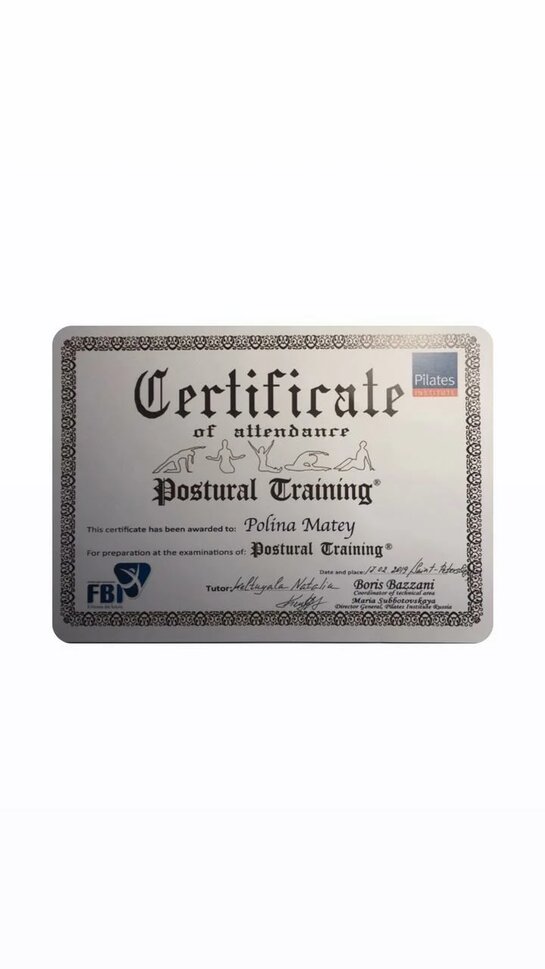 Certificate
of attendance
Pilates
INSTITUTE
Postural Training®
This certificate has been awarded to: Polina Matey
For preparation at the examinations of: Postural Training®
Date and place: 17.02.2019 Saint-Petersburg
FBI
Tutor: Natalia
Boris Bazzani
Coordinator of technical area
Maria Subbotovskaya
Director General, Pilates Institute Russia